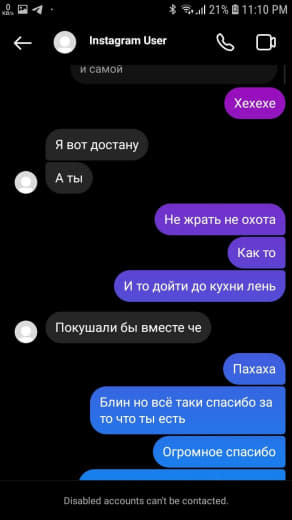 0
KB/s
21% 11:10 PM
Instagram User
и самой
Хехехе
Я вот достану
А ты
Не жрать не охота
Как то
И то дойти до кухни лень
Покушали бы вместе че
Пахаха
Блин но всё таки спасибо за
то что ты есть
Огромное спасибо
Disabled accounts can't be contacted.